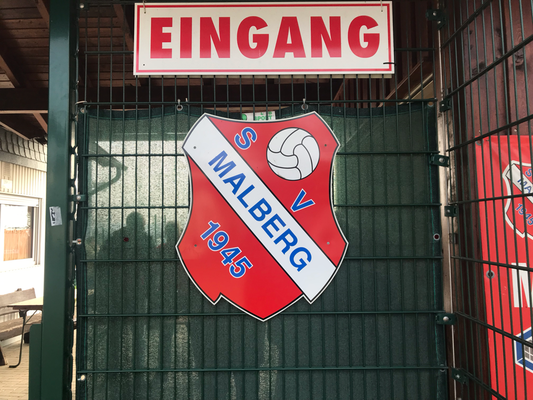 EINGANG
S
V
MALBERG
1945